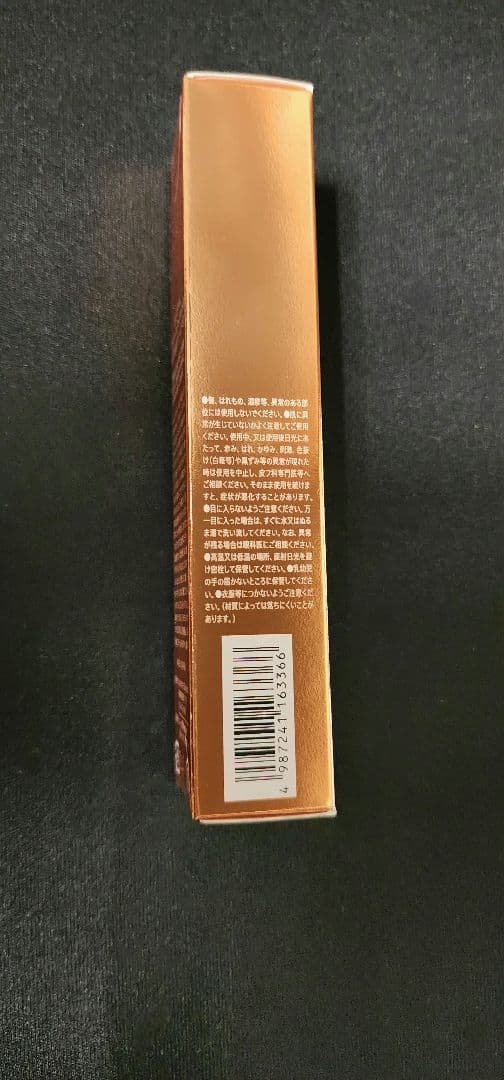 ●傷、はれもの、湿疹等、異常のある部
位には使用しないでください。●肌に異
常が生じていないかよく注意してご使用
ください。使用中、又は使用後日光にあ
たって、赤み、はれ、かゆみ、刺激、色抜
け(白斑等)や黒ずみ等の異常が現れた
時は使用を中止し、皮フ科専門医等へ
ご相談ください。そのまま使用を続けま
すと、症状が悪化することがあります。
●目に入らないようご注意ください。万
一目に入った場合は、すぐに水又はぬる
ま湯で洗い流してください。なお、異常
が残る場合は眼科医にご相談ください。
●高温又は低温の場所、直射日光を避
け密栓して保管してください。●乳幼児
の手の届かないところに保管してくださ
い。●衣服等につかないようご注意くだ
さい。(材質によっては落ちにくいことが
あります。)
4 987241 163366